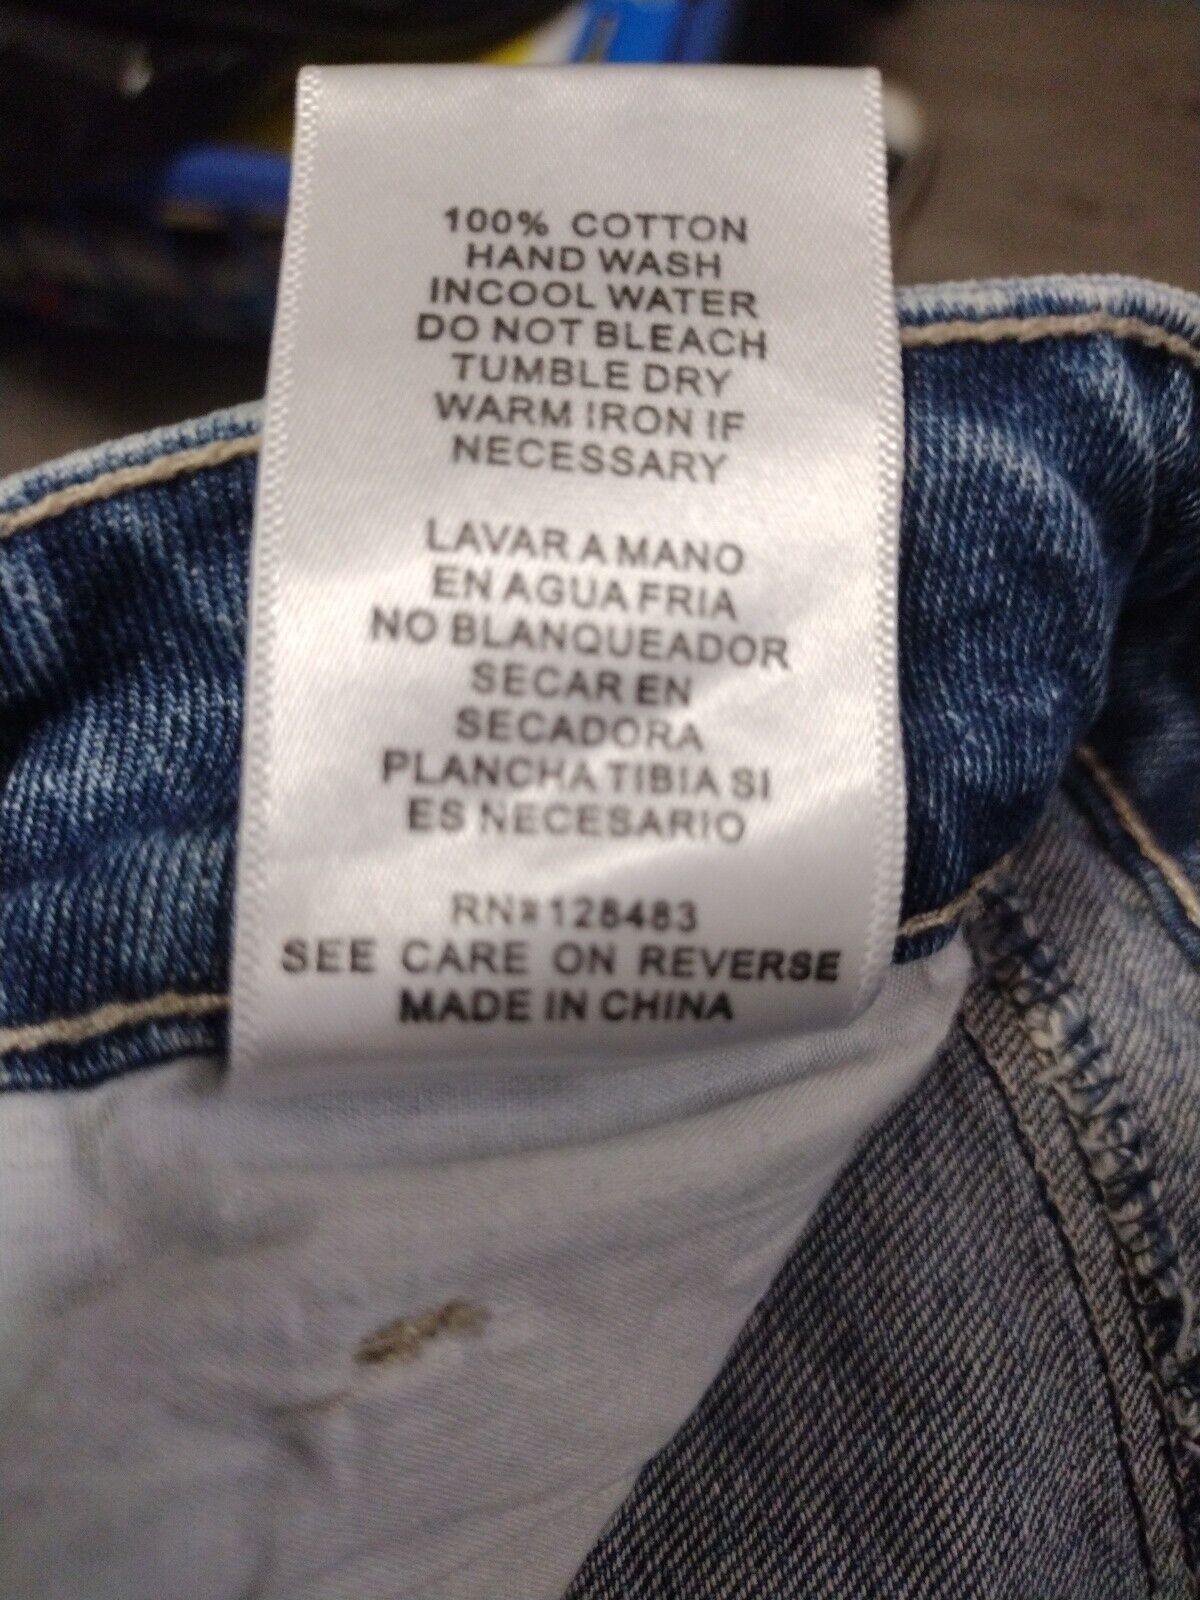 100% COTTON
HAND WASH
INCOOL WATER
DO NOT BLEACH
TUMBLE DRY
WARM IRON IF
NECESSARY
LAVAR A MANO
EN AGUA FRIA
NO BLANQUEADOR
SECAR EN
SECADORA
PLANCHA TIBIA SI
ES NECESARIO
RN#128483
SEE CARE ON REVERSE
MADE IN CHINA